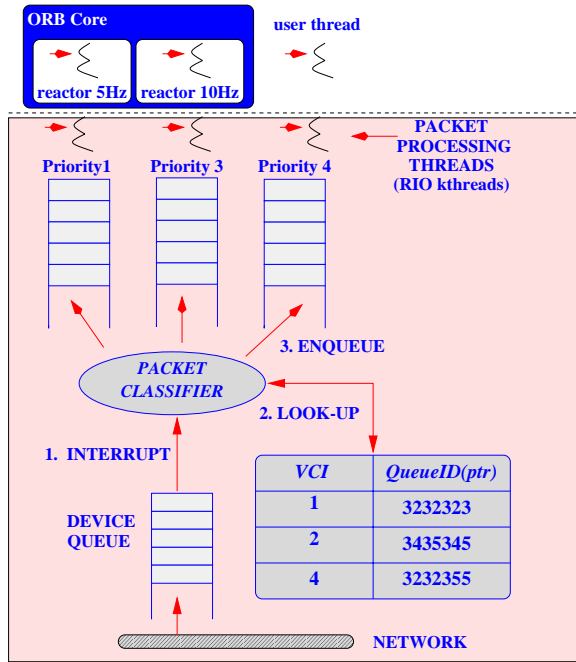 ORB Core
user thread
reactor 5Hz
reactor 10Hz
PACKET
PROCESSING
THREADS
(RIO kthreads)
Priority1
Priority 3
Priority 4
3. ENQUEUE
PACKET
CLASSIFIER
2. LOOK-UP
1. INTERRUPT
VCI QueueID(ptr)
1 3232323
2 3435345
4 3232355
DEVICE
QUEUE
NETWORK